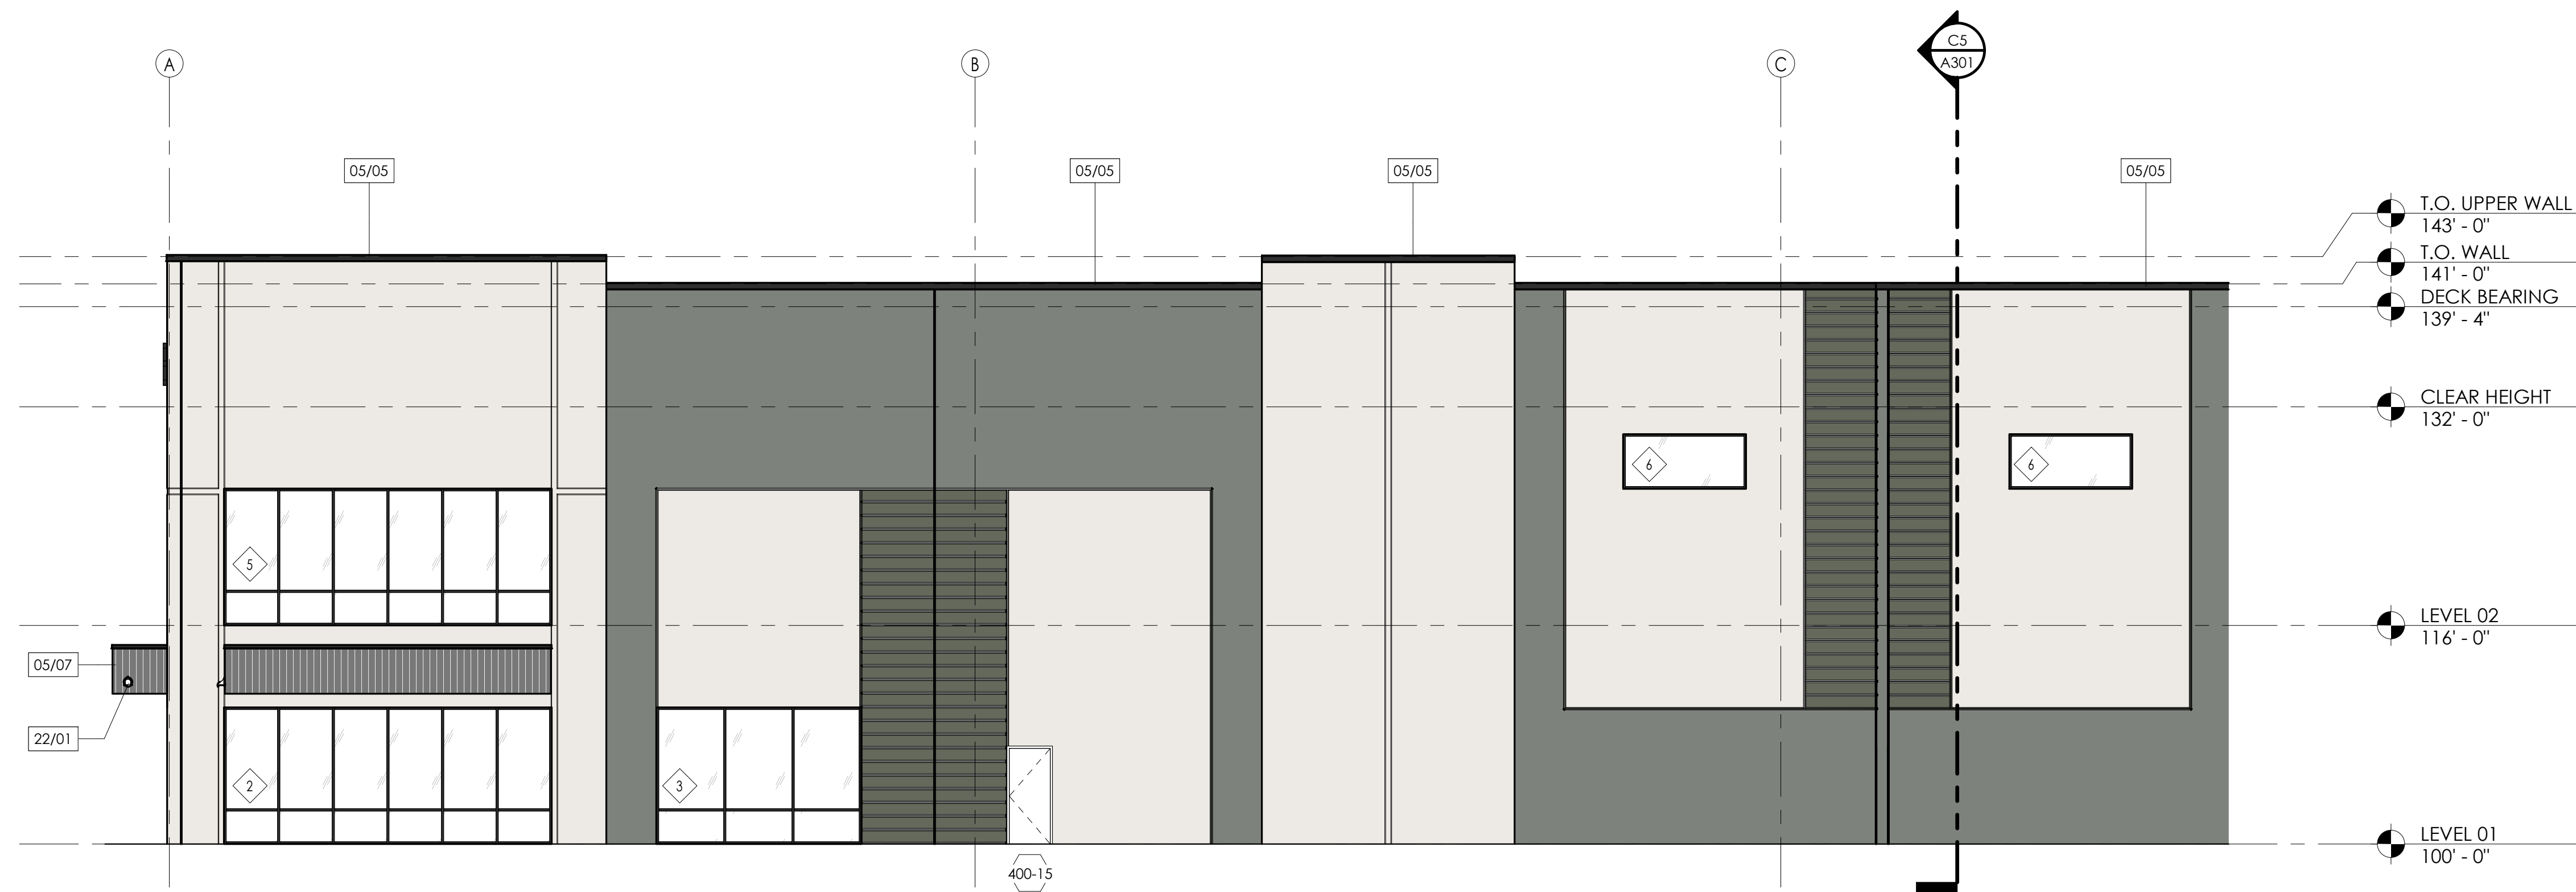 C5
A301
A
B
C
05/05
05/05
05/05
05/05
T.O. UPPER WALL
143' - 0"
T.O. WALL
141' - 0"
DECK BEARING
139' - 4"
CLEAR HEIGHT
132' - 0"
6
6
5
LEVEL 02
116' - 0"
05/07
22/01
2
3
LEVEL 01
100' - 0"
400-15